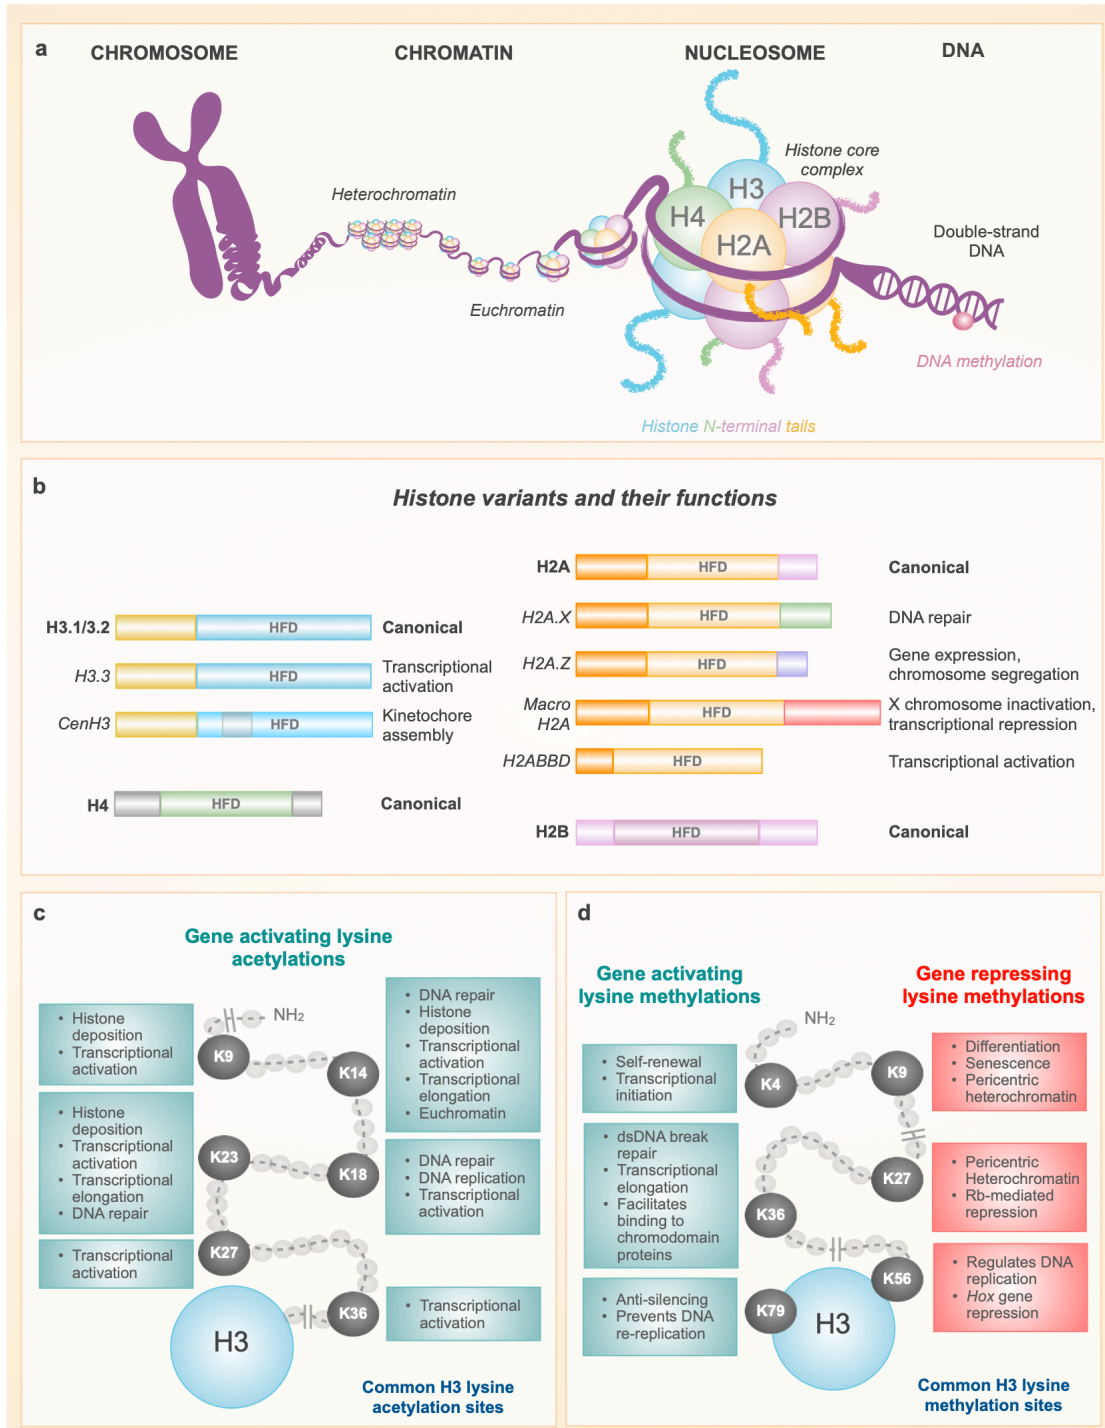 a
CHROMOSOME
CHROMATIN
NUCLEOSOME
DNA
Heterochromatin
Euchromatin
Histone core
complex
H3
H4
H2B
H2A
Double-strand
DNA
DNA methylation
Histone N-terminal tails
b
Histone variants and their functions
H3.1/3.2 HFD Canonical
H3.3 HFD Transcriptional
activation
CenH3 HFD Kinetochore
assembly
H4 HFD Canonical
H2A HFD Canonical
H2A.X HFD DNA repair
H2A.Z HFD Gene expression,
chromosome segregation
Macro
H2A HFD X chromosome inactivation,
transcriptional repression
H2ABBD HFD Transcriptional activation
H2B HFD Canonical
c
Gene activating lysine
acetylations
• Histone
deposition
• Transcriptional
activation
NH2
K9
K14
• DNA repair
• Histone
deposition
• Transcriptional
activation
• Transcriptional
elongation
• Euchromatin
• Histone
deposition
• Transcriptional
activation
• Transcriptional
elongation
• DNA repair
K23
K18
• DNA repair
• DNA replication
• Transcriptional
activation
• Transcriptional
activation
K27
K36
• Transcriptional
activation
H3
Common H3 lysine
acetylation sites
d
Gene activating
lysine methylations
Gene repressing
lysine methylations
NH2
• Self-renewal
• Transcriptional
initiation
K4
K9
• Differentiation
• Senescence
• Pericentric
heterochromatin
• dsDNA break
repair
• Transcriptional
elongation
• Facilitates
binding to
chromodomain
proteins
K36
K27
• Pericentric
Heterochromatin
• Rb-mediated
repression
K56
• Regulates DNA
replication
• Hox gene
repression
• Anti-silencing
• Prevents DNA
re-replication
K79
H3
Common H3 lysine
methylation sites